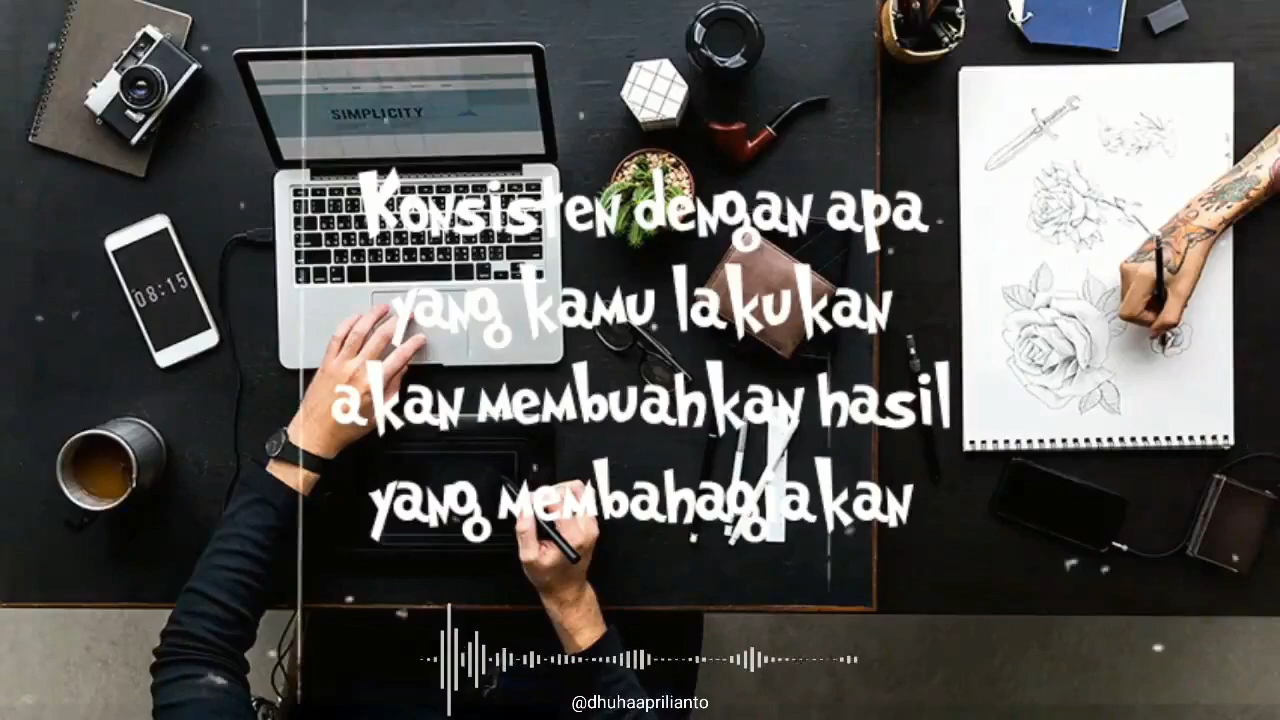 SIMPLICITY
08:15
Konsisten dengan apa
yang kamu lakukan
akan membuahkan hasil
yang membahagiakan
@dhuhaaprilianto